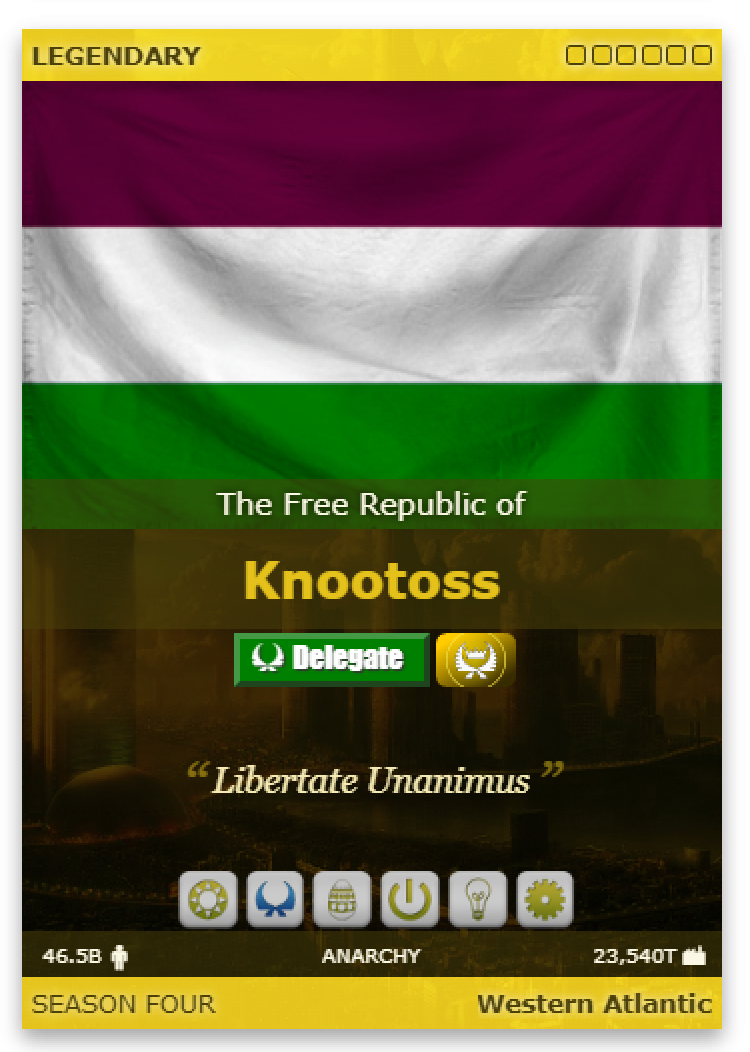 LEGENDARY
The Free Republic of
Knootoss
Delegate
“Libertate Unanimus”
46.5B ANARCHY 23,540T
SEASON FOUR Western Atlantic